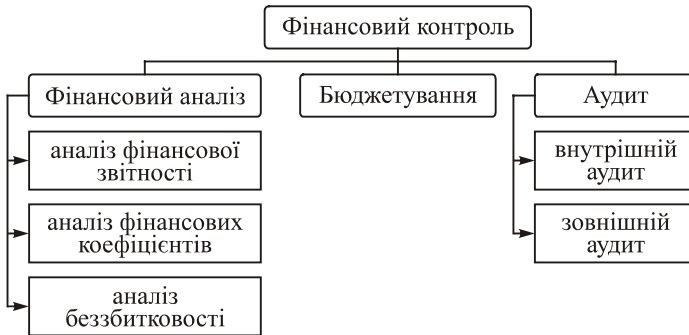 Фінансовий контроль
Фінансовий аналіз
Бюджетування
Аудит
аналіз фінансової
звітності
аналіз фінансових
коефіцієнтів
аналіз
беззбитковості
внутрішній
аудит
зовнішній
аудит